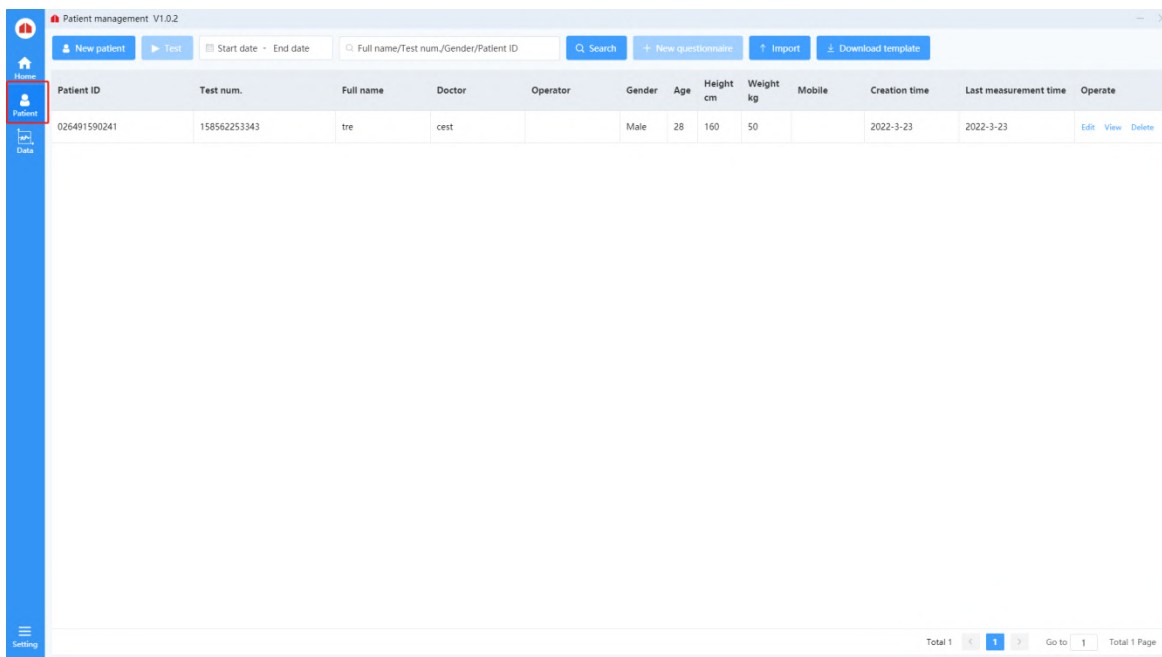 Patient management V1.0.2
New patient Test Start date - End date Full name/Test num./Gender/Patient ID Search + New questionnaire Import Download template
Home
Patient
Data
Patient ID Test num. Full name Doctor Operator Gender Age Height cm Weight kg Mobile Creation time Last measurement time Operate
026491590241 158562253343 tre cest Male 28 160 50 2022-3-23 2022-3-23 Edit View Delete
Setting
Total 1 < 1 > Go to 1 Total 1 Page